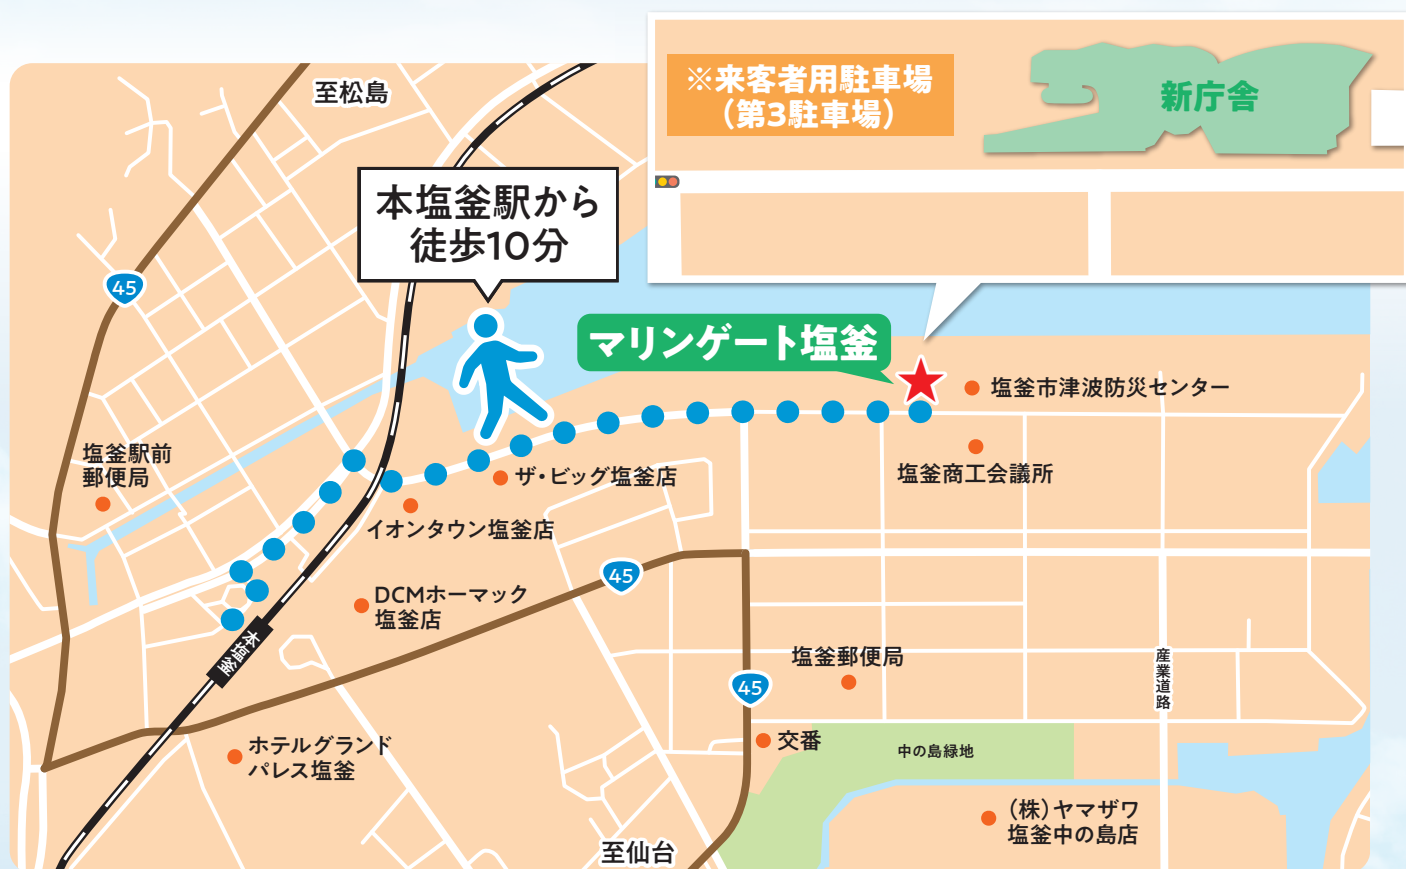 ※来客者用駐車場
（第3駐車場）
新庁舎
至松島
本塩釜駅から
徒歩10分
45
マリンゲート塩釜
塩釜市津波防災センター
塩釜駅前
郵便局
ザ・ビッグ塩釜店
塩釜商工会議所
イオンタウン塩釜店
45
DCMホーマック
塩釜店
本塩釜
塩釜郵便局
産業道路
45
ホテルグランド
パレス塩釜
交番
中の島緑地
（株）ヤマザワ
塩釜中の島店
至仙台